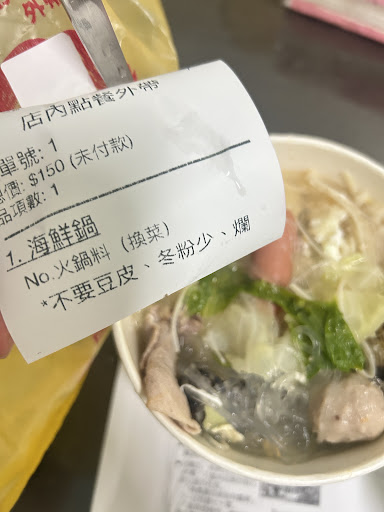 店內點餐外帶
單號: 1
總價: $150 (未付款)
品項數: 1
1. 海鮮鍋
No.火鍋料 (換菜)
*不要豆皮、冬粉少、爛